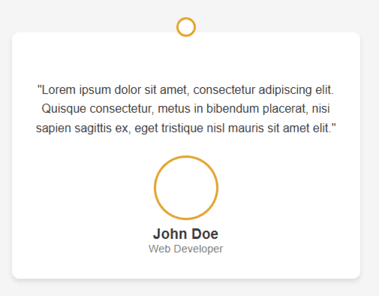 "Lorem ipsum dolor sit amet, consectetur adipiscing elit.
Quisque consectetur, metus in bibendum placerat, nisi
sapien sagittis ex, eget tristique nisl mauris sit amet elit."
John Doe
Web Developer